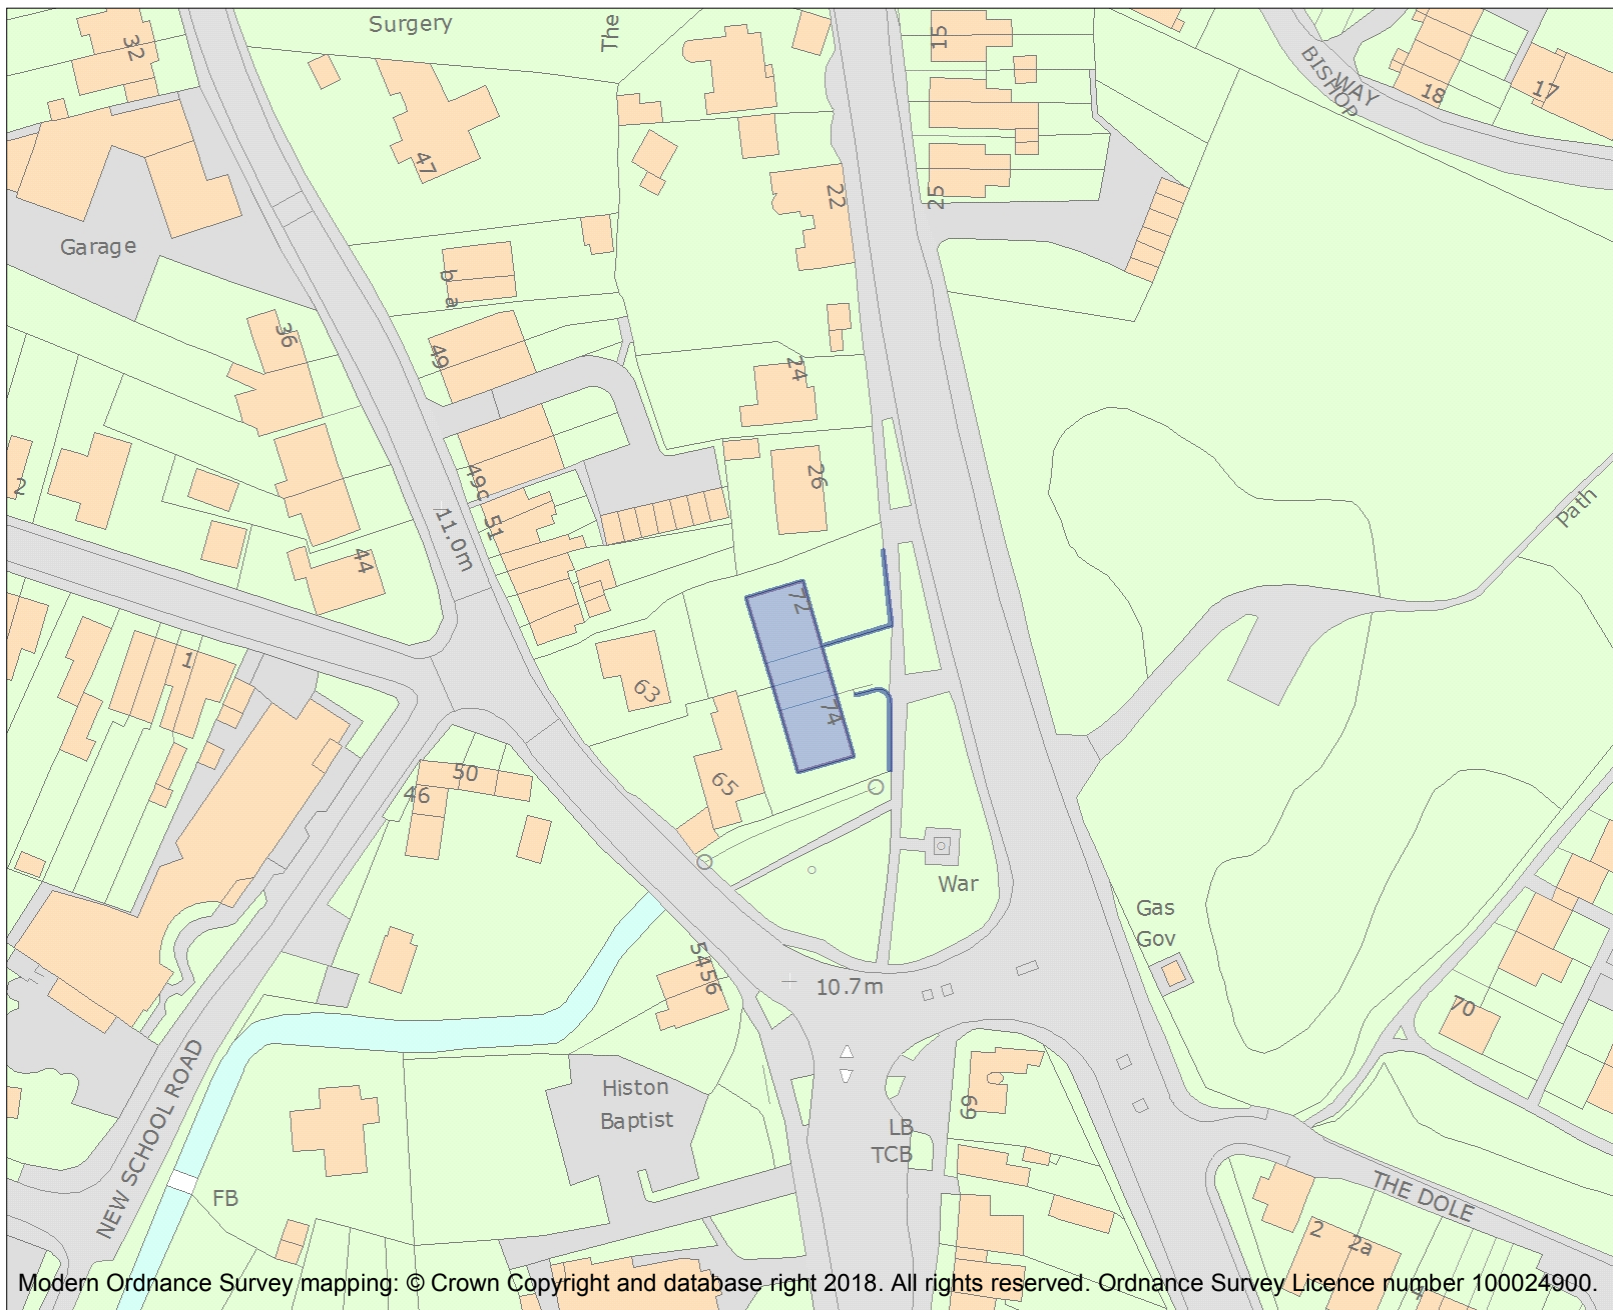 Surgery
The
32
15
BISHOP
WAY
18
17
47
22
25
Garage
b
a
36
49
24
2
49c
26
51
11.0m
Path
44
72
1
63
74
65
50
46
War
Gas
Gov
5456
10.7m
70
NEW SCHOOL ROAD
Histon
Baptist
69
LB
TCB
FB
THE DOLE
2
2a
4
Modern Ordnance Survey mapping: © Crown Copyright and database right 2018. All rights reserved. Ordnance Survey Licence number 100024900.